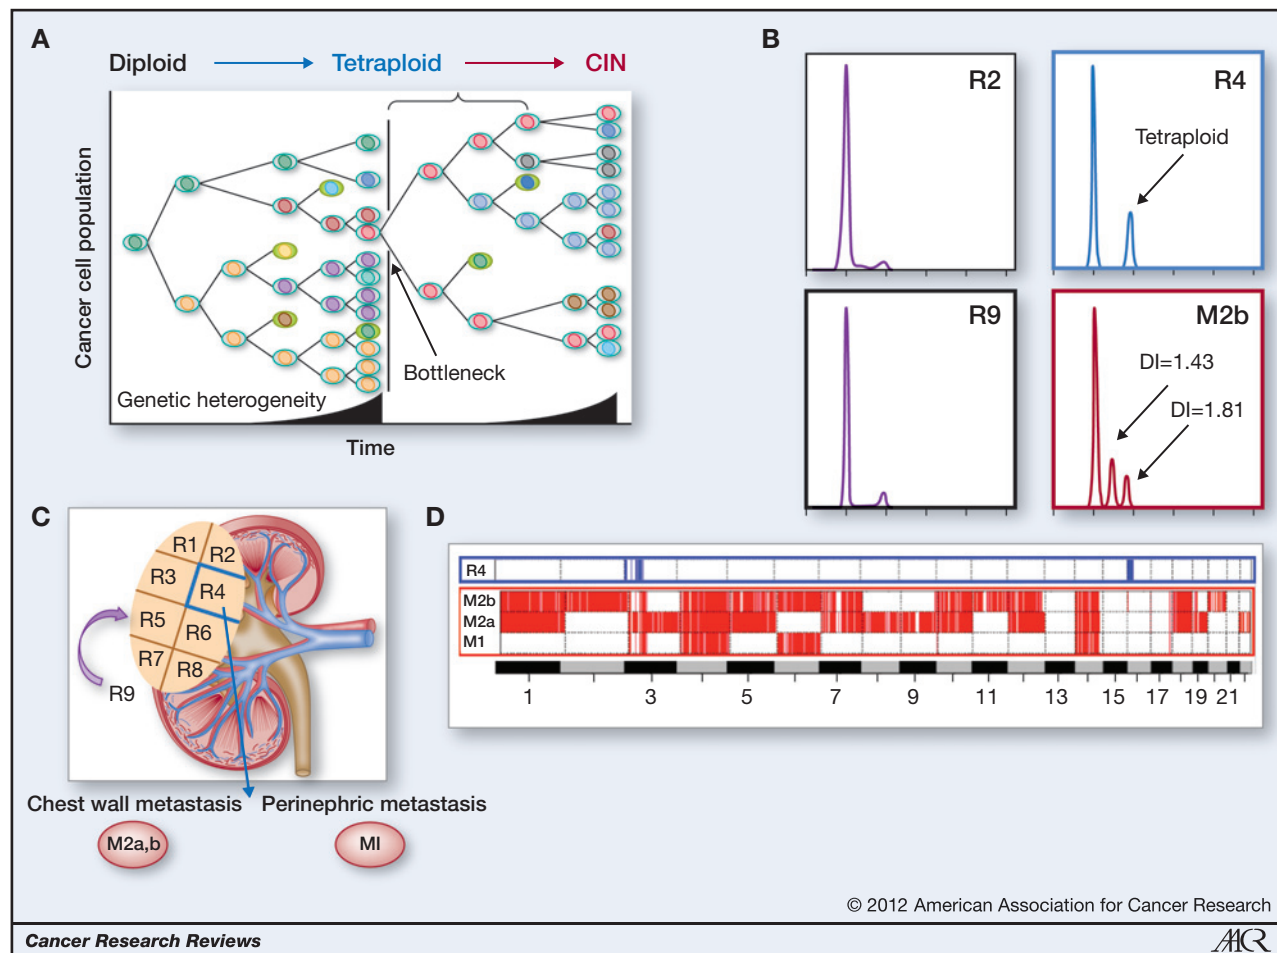 A
Diploid
Tetraploid
CIN
Cancer cell population
Bottleneck
Genetic heterogeneity
Time
B
R2
R4
Tetraploid
R9
M2b
DI=1.43
DI=1.81
C
R1
R2
R3
R4
R5
R6
R7
R8
R9
Chest wall metastasis
Perinephric metastasis
M2a,b
MI
D
R4
M2b
M2a
M1
1 3 5 7 9 11 13 15 17 19 21
© 2012 American Association for Cancer Research
Cancer Research Reviews
AACR